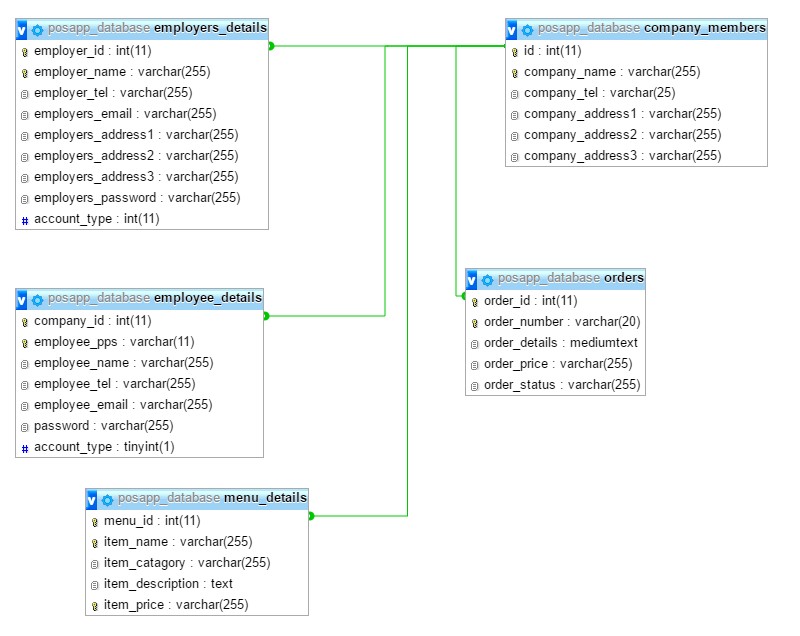 posapp_database employers_details
employer_id : int(11)
employer_name : varchar(255)
employer_tel : varchar(255)
employers_email : varchar(255)
employers_address1 : varchar(255)
employers_address2 : varchar(255)
employers_address3 : varchar(255)
employers_password : varchar(255)
# account_type : int(11)
posapp_database company_members
id : int(11)
company_name : varchar(255)
company_tel : varchar(25)
company_address1 : varchar(255)
company_address2 : varchar(255)
company_address3 : varchar(255)
posapp_database employee_details
company_id : int(11)
employee_pps : varchar(11)
employee_name : varchar(255)
employee_tel : varchar(255)
employee_email : varchar(255)
password : varchar(255)
# account_type : tinyint(1)
posapp_database orders
order_id : int(11)
order_number : varchar(20)
order_details : mediumtext
order_price : varchar(255)
order_status : varchar(255)
posapp_database menu_details
menu_id : int(11)
item_name : varchar(255)
item_catagory : varchar(255)
item_description : text
item_price : varchar(255)